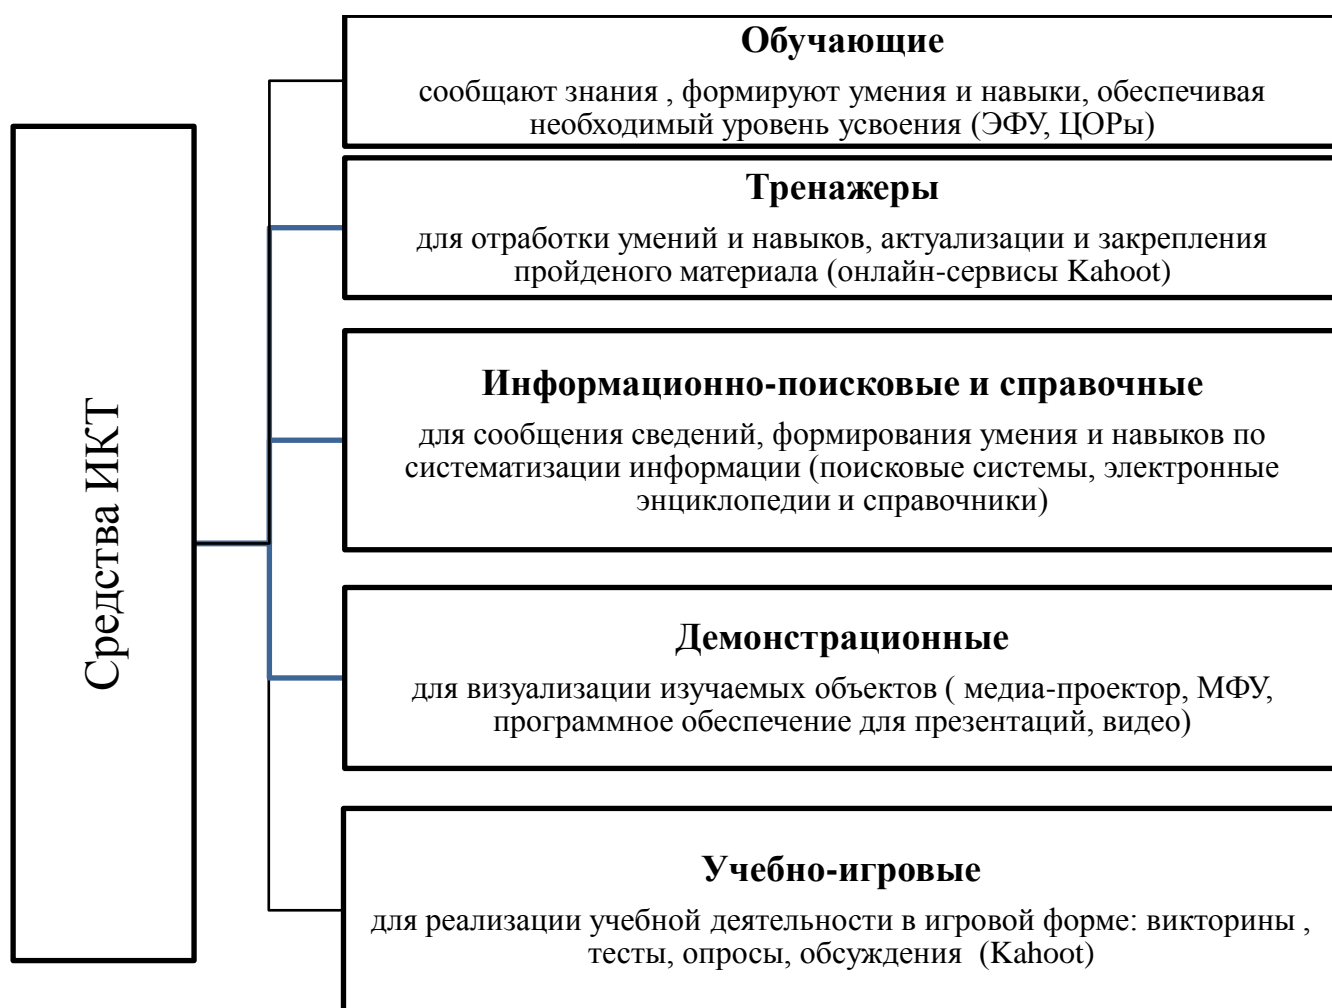 Средства ИКТ
Обучающие
сообщают знания , формируют умения и навыки, обеспечивая
необходимый уровень усвоения (ЭФУ, ЦОРы)
Тренажеры
для отработки умений и навыков, актуализации и закрепления
пройденого материала (онлайн-сервисы Kahoot)
Информационно-поисковые и справочные
для сообщения сведений, формирования умения и навыков по
систематизации информации (поисковые системы, электронные
энциклопедии и справочники)
Демонстрационные
для визуализации изучаемых объектов ( медиа-проектор, МФУ,
программное обеспечение для презентаций, видео)
Учебно-игровые
для реализации учебной деятельности в игровой форме: викторины ,
тесты, опросы, обсуждения  (Kahoot)